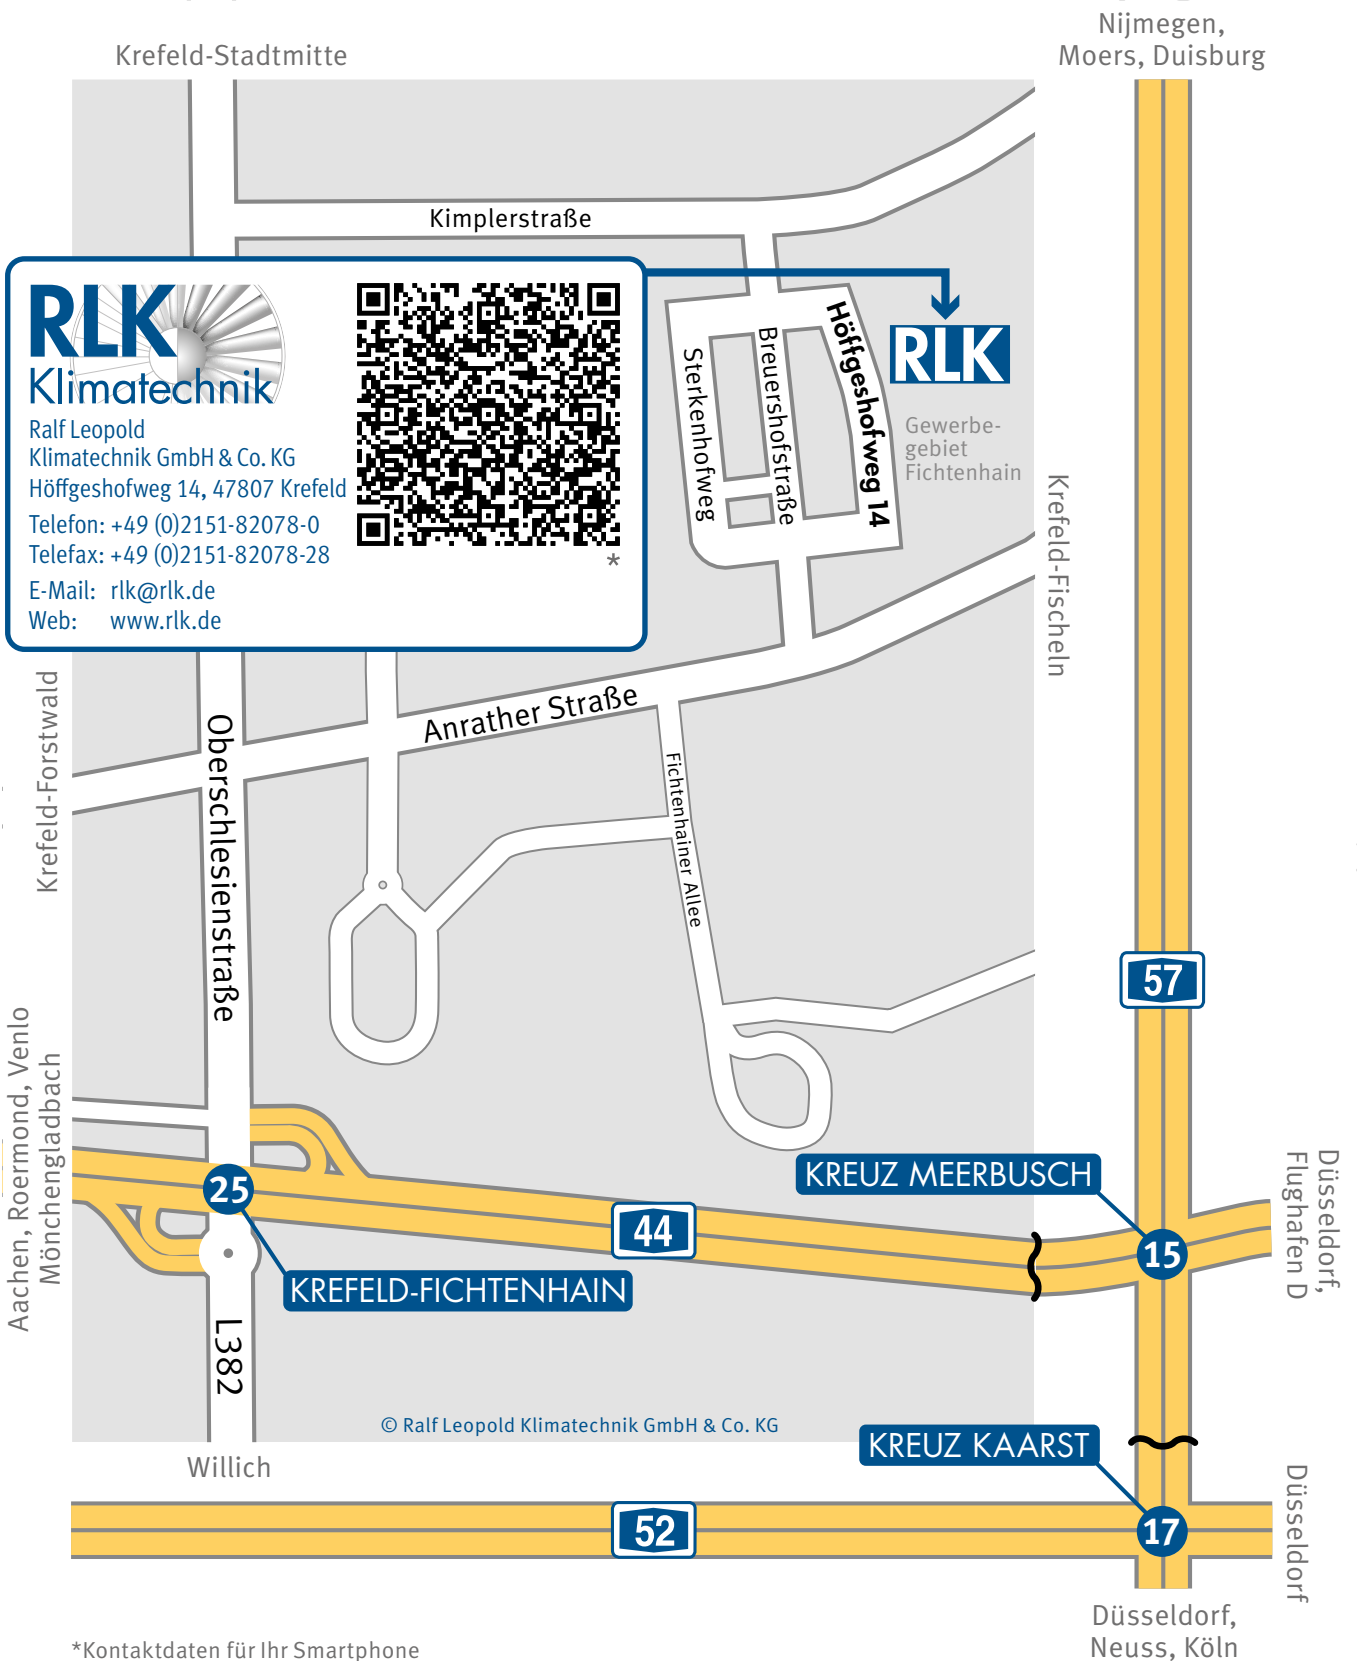 Nijmegen,
Moers, Duisburg
Krefeld-Stadtmitte
Kimplerstraße
RLK
Klimatechnik
Ralf Leopold
Klimatechnik GmbH & Co. KG
Höffgeshofweg 14, 47807 Krefeld
Telefon: +49 (0)2151-82078-0
Telefax: +49 (0)2151-82078-28
E-Mail: rlk@rlk.de
Web: www.rlk.de
*
Sterkenhofweg
Breuershofstraße
Höffgeshofweg 14
RLK
Gewerbe-
gebiet
Fichtenhain
Krefeld-Fischeln
Krefeld-Forstwald
Oberschlesienstraße
Anrather Straße
Fichtenhainer Allee
57
Aachen, Roermond, Venlo
Mönchengladbach
25
KREFELD-FICHTENHAIN
44
KREUZ MEERBUSCH
15
Düsseldorf,
Flughafen D
L382
© Ralf Leopold Klimatechnik GmbH & Co. KG
KREUZ KAARST
Willich
52
17
Düsseldorf
Düsseldorf,
Neuss, Köln
*Kontaktdaten für Ihr Smartphone